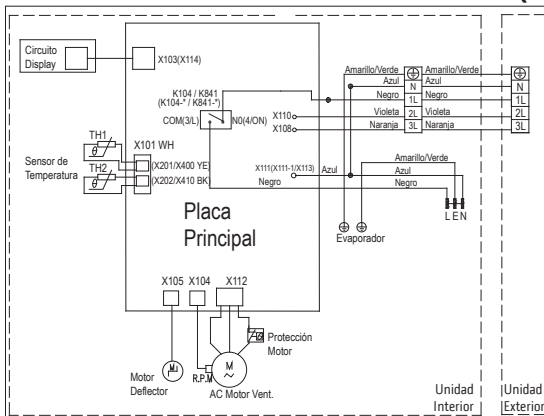 Circuito
Display
X103(X114)
K104 / K841
(K104-* / K841-*)
COM(3/L)
N0(4/ON)
X110
X108
TH1
X101 WH
(X201/X400 YE)
TH2
(X202/X410 BK)
Sensor de
Temperatura
X111(X111-1/X113)
Azul
Negro
Placa
Principal
Amarillo/Verde
Azul
Negro
Violeta
Naranja
N
1L
2L
3L
Amarillo/Verde
Azul
Negro
Violeta
Naranja
N
1L
2L
3L
Amarillo/Verde
Azul
Negro
L E N
Evaporador
X105
X104
X112
Protección
Motor
M
Motor
Deflector
R.P.M
M
~
AC Motor Vent.
Unidad
Interior
Unidad
Exterior